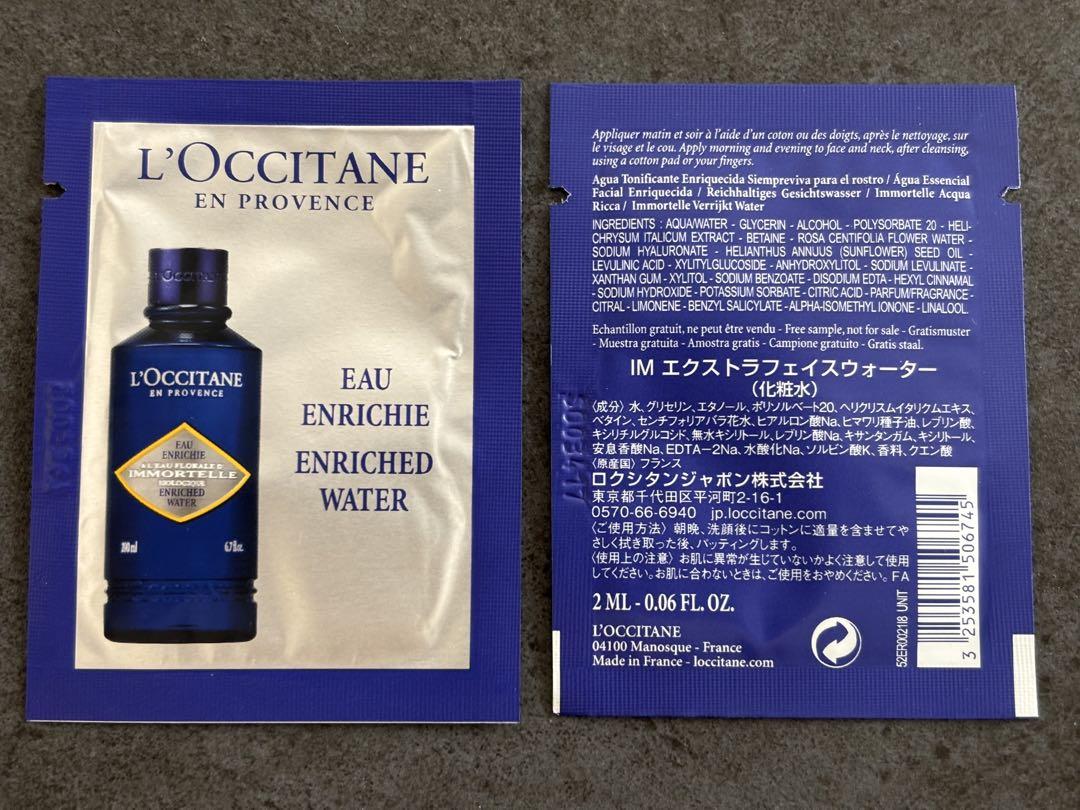 L'OCCITANE
EN PROVENCE
L'OCCITANE
L'OCCITANE
EN PROVENCE
EAU
ENRICHIE
À L'EAU FLORALE D'
IMMORTELLE
BIOLOGIQUE
ENRICHED
WATER
200 ml 6.7 fl.oz.
EAU
ENRICHIE
ENRICHED
WATER
Appliquer matin et soir à l'aide d'un coton ou des doigts, après le nettoyage, sur
le visage et le cou. Apply morning and evening to face and neck, after cleansing,
using a cotton pad or your fingers.
Agua Tonificante Enriquecida Siempreviva para el rostro / Água Essencial
Facial Enriquecida / Reichhaltiges Gesichtswasser / Immortelle Acqua
Ricca / Immortelle Verrijkt Water
INGREDIENTS : AQUA/WATER - GLYCERIN - ALCOHOL - POLYSORBATE 20 - HELI-
CHRYSUM ITALICUM EXTRACT - BETAINE - ROSA CENTIFOLIA FLOWER WATER -
SODIUM HYALURONATE - HELIANTHUS ANNUUS (SUNFLOWER) SEED OIL -
LEVULINIC ACID - XYLITYLGLUCOSIDE - ANHYDROXYLITOL - SODIUM LEVULINATE -
XANTHAN GUM - XYLITOL - SODIUM BENZOATE - DISODIUM EDTA - HEXYL CINNAMAL
- SODIUM HYDROXIDE - POTASSIUM SORBATE - CITRIC ACID - PARFUM/FRAGRANCE -
CITRAL - LIMONENE - BENZYL SALICYLATE - ALPHA-ISOMETHYL IONONE - LINALOOL.
Echantillon gratuit, ne peut être vendu - Free sample, not for sale - Gratismuster
- Muestra gratuita - Amostra gratis - Campione gratuito - Gratis staal.
IM エクストラフェイスウォーター
(化粧水)
〈成分〉水、グリセリン、エタノール、ポリソルベート20、ヘリクリスムイタリクムエキス、
ベタイン、センチフォリアバラ花水、ヒアルロン酸Na、ヒマワリ種子油、レブリン酸、
キシリチルグルコシド、無水キシリトール、レブリン酸Na、キサンタンガム、キシリトール、
安息香酸Na、EDTA-2Na、水酸化Na、ソルビン酸K、香料、クエン酸
〈原産国〉フランス
ロクシタンジャポン株式会社
東京都千代田区平河町2-16-1
0570-66-6940 jp.loccitane.com
〈ご使用方法〉朝晩、洗顔後にコットンに適量を含ませてや
さしく拭き取った後、パッティングします。
〈使用上の注意〉お肌に異常が生じていないかよく注意して使用
してください。お肌に合わないときは、ご使用をおやめください。FA
2 ML - 0.06 FL. OZ.
L'OCCITANE
04100 Manosque - France
Made in France - loccitane.com
52ER00218 UNIT
3 253581 506745